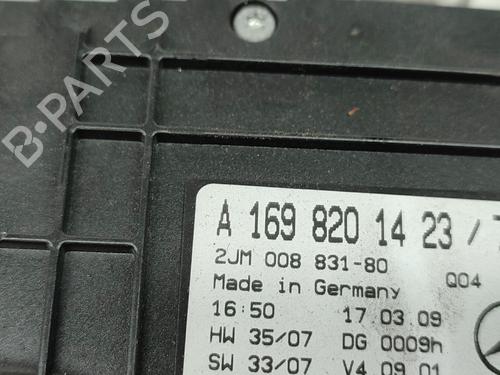 B-PARTS
A 169 820 14 23 /
2JM 008 831-80
Made in Germany Q04
16:50 17 03 09
HW 35/07 DG 0009h
SW 33/07 V4 09 01